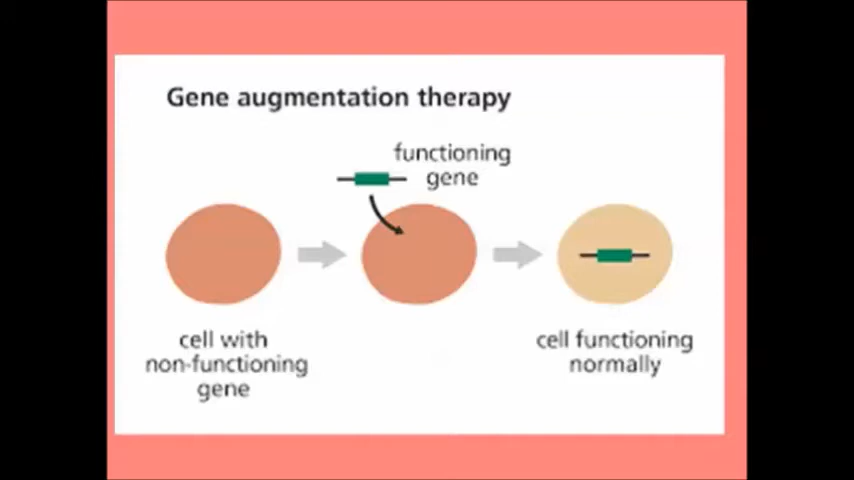 Gene augmentation therapy
functioning
gene
cell with
non-functioning
gene
cell functioning
normally